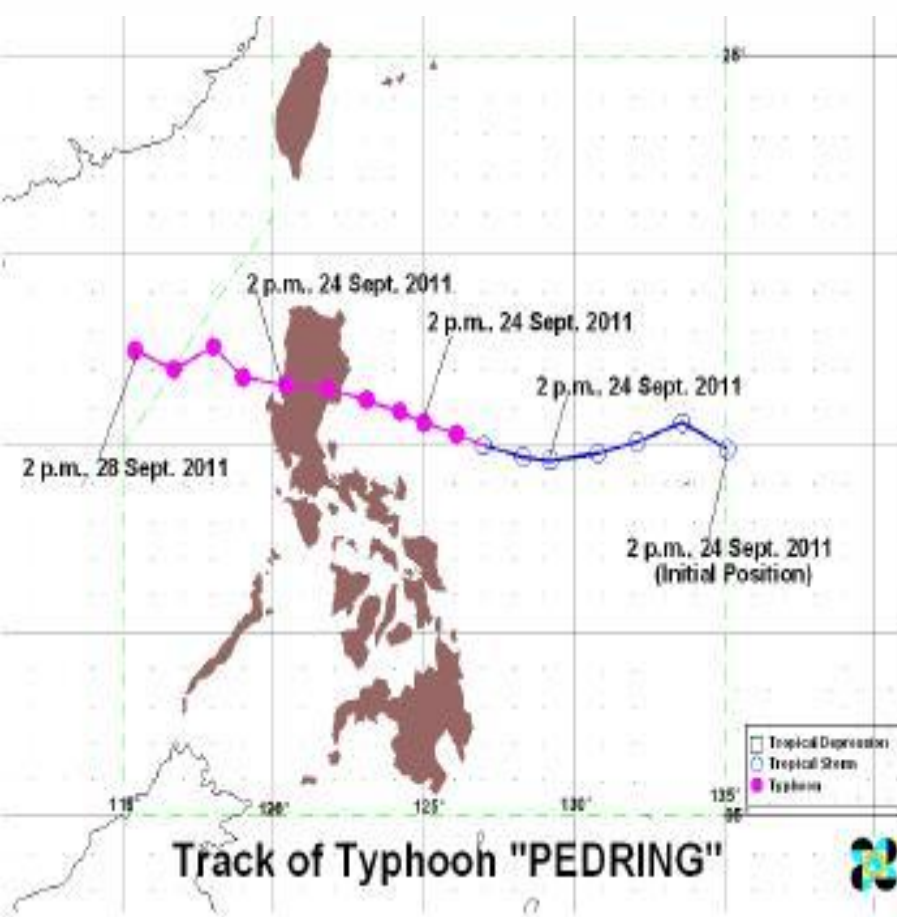 25°
2 p.m., 24 Sept. 2011
2 p.m., 24 Sept. 2011
2 p.m., 24 Sept. 2011
2 p.m., 28 Sept. 2011
2 p.m., 24 Sept. 2011
(Initial Position)
Tropical Depression
Tropical Storm
Typhoon
120°
125°
130°
135°
Track of Typhoon "PEDRING"